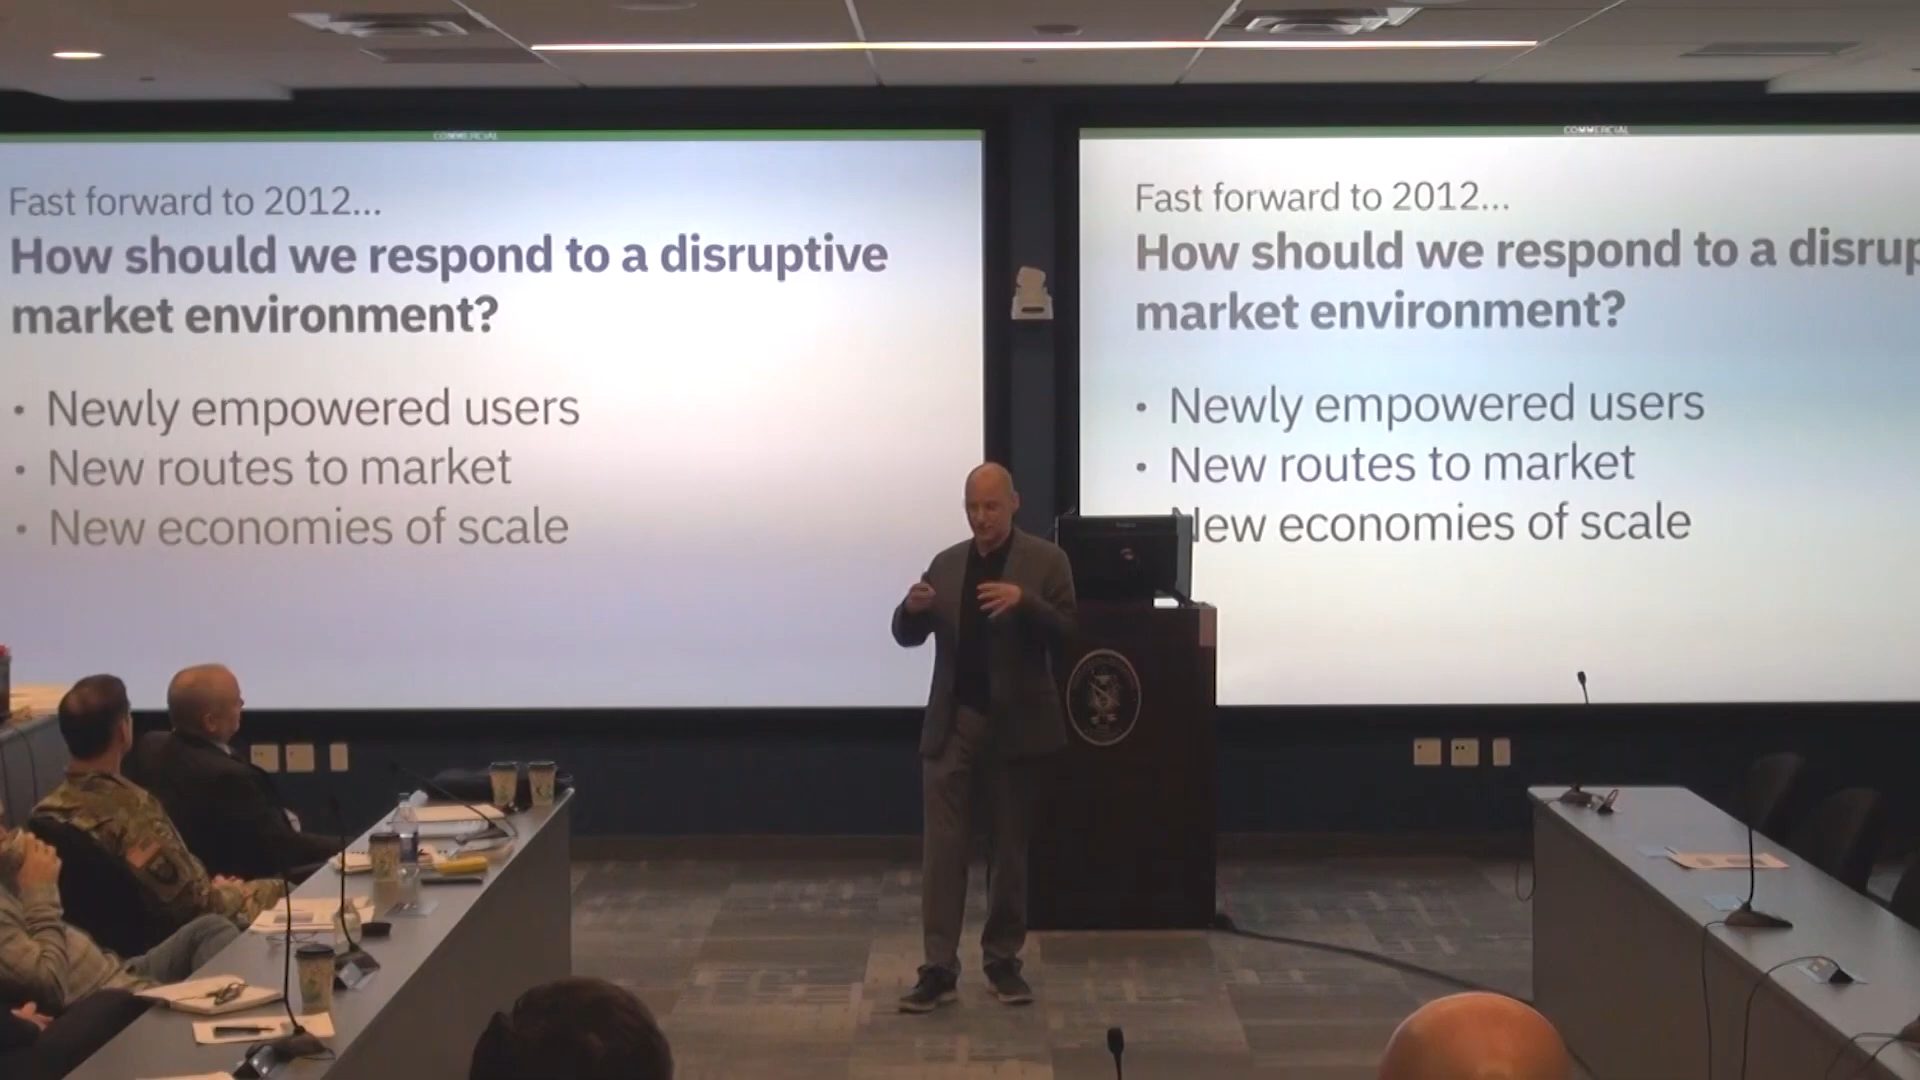 COMMERCIAL
Fast forward to 2012...
How should we respond to a disruptive
market environment?
• Newly empowered users
• New routes to market
• New economies of scale
COMMERCIAL
Fast forward to 2012...
How should we respond to a disrup
market environment?
• Newly empowered users
• New routes to market
New economies of scale